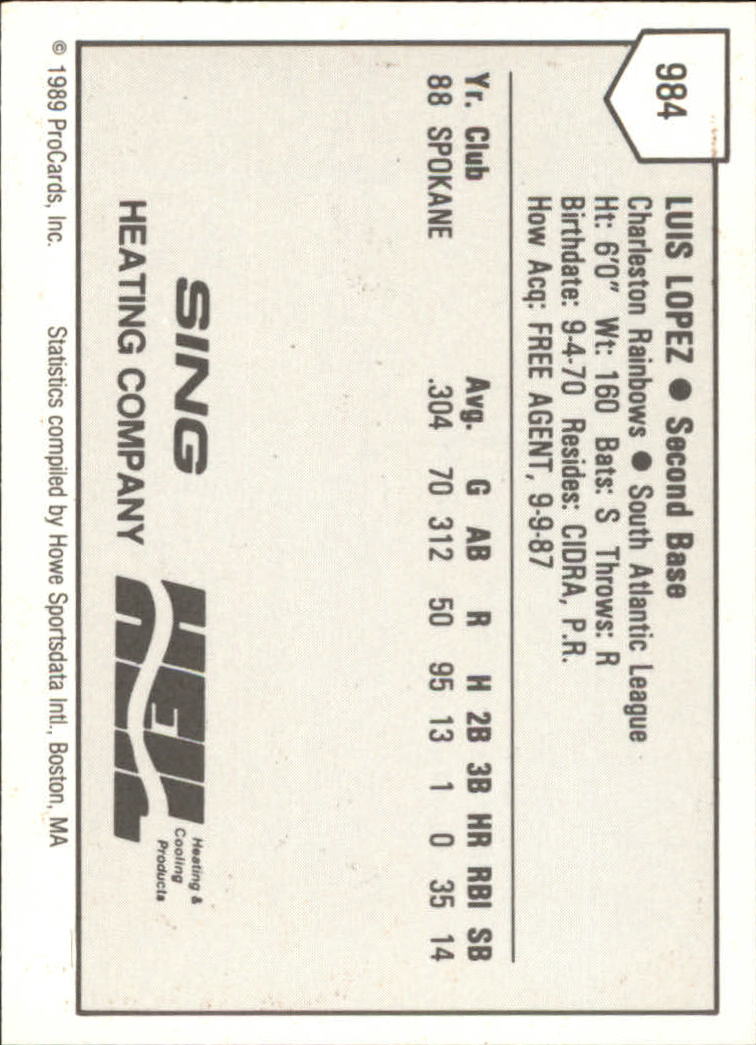 984
LUIS LOPEZ ● Second Base
Charleston Rainbows ● South Atlantic League
Ht: 6'0" Wt: 160 Bats: S Throws: R
Birthdate: 9-4-70 Resides: CIDRA, P.R.
How Acq: FREE AGENT, 9-9-87
Yr. Club Avg. G AB R H 2B 3B HR RBI SB
88 SPOKANE .304 70 312 50 95 13 1 0 35 14
SING
HEATING COMPANY
HEIL
Heating &
Cooling
Products
© 1989 ProCards, Inc. Statistics compiled by Howe Sportsdata Intl., Boston, MA